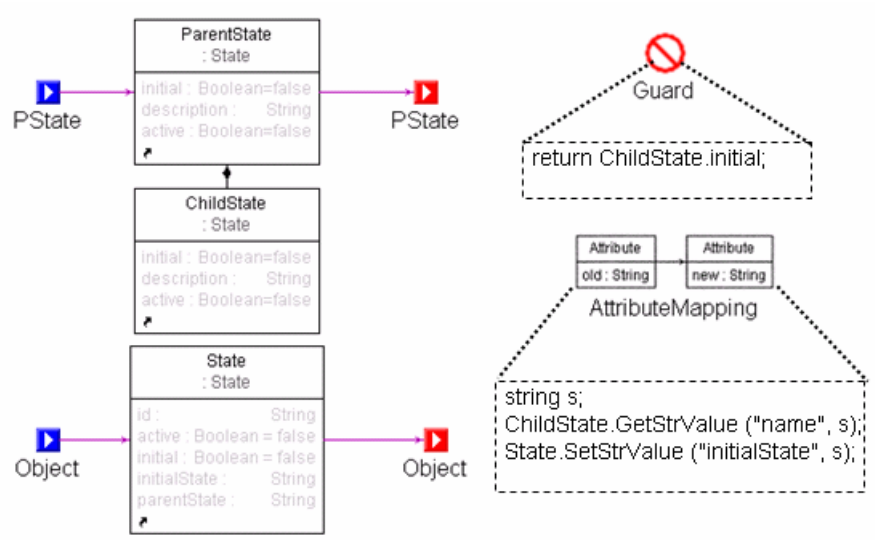 ParentState
: State
initial : Boolean=false
description : String
active : Boolean=false
PState
PState
ChildState
: State
initial : Boolean=false
description : String
active : Boolean=false
State
: State
id : String
active : Boolean = false
initial : Boolean = false
initialState : String
parentState : String
Object
Object
Guard
return ChildState.initial;
Attribute
old : String
Attribute
new : String
AttributeMapping
string s;
ChildState.GetStrValue ("name", s);
State.SetStrValue ("initialState", s);